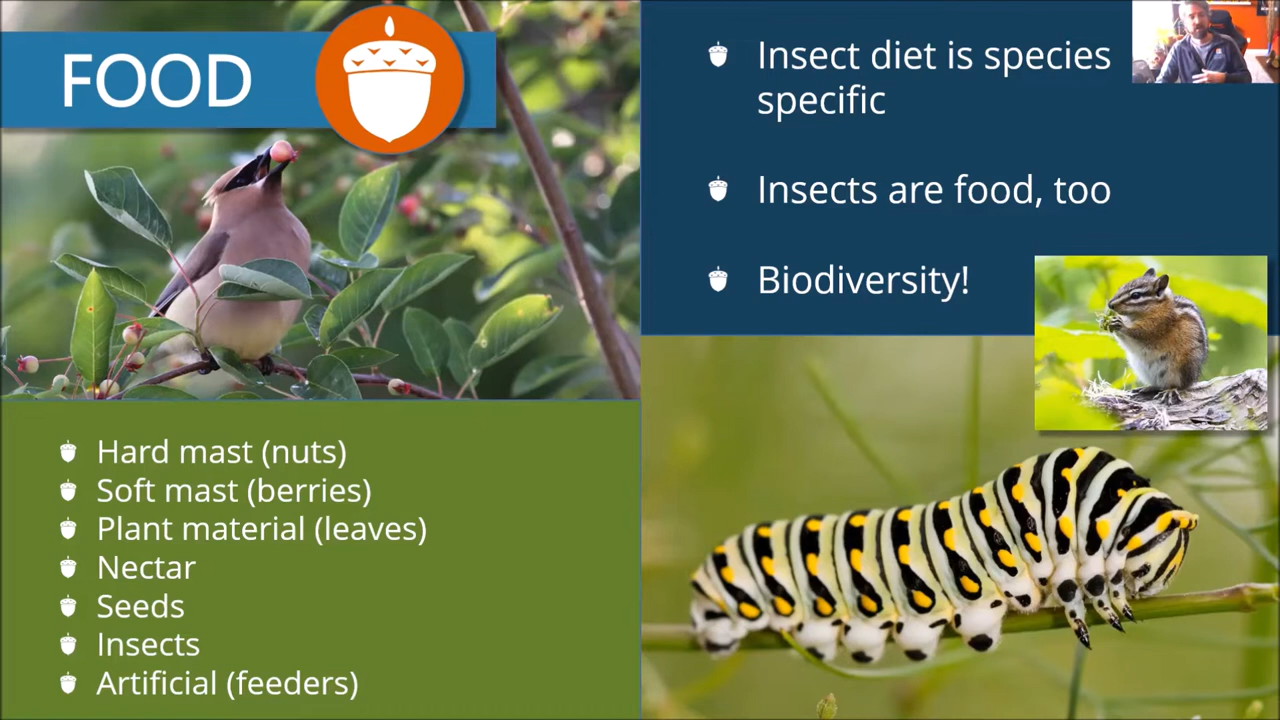 FOOD
Hard mast (nuts)
Soft mast (berries)
Plant material (leaves)
Nectar
Seeds
Insects
Artificial (feeders)
Insect diet is species
specific
Insects are food, too
Biodiversity!